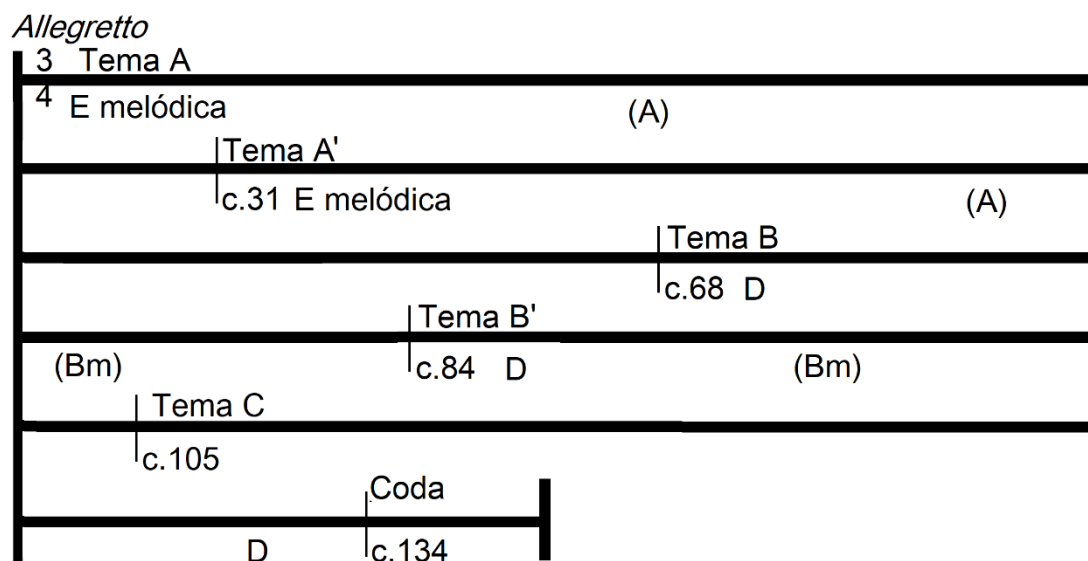 Allegretto
3 Tema A
4 E melódica (A)
Tema A'
c.31 E melódica (A)
Tema B
c.68 D
Tema B'
(Bm) c.84 D (Bm)
Tema C
c.105
Coda
D c.134